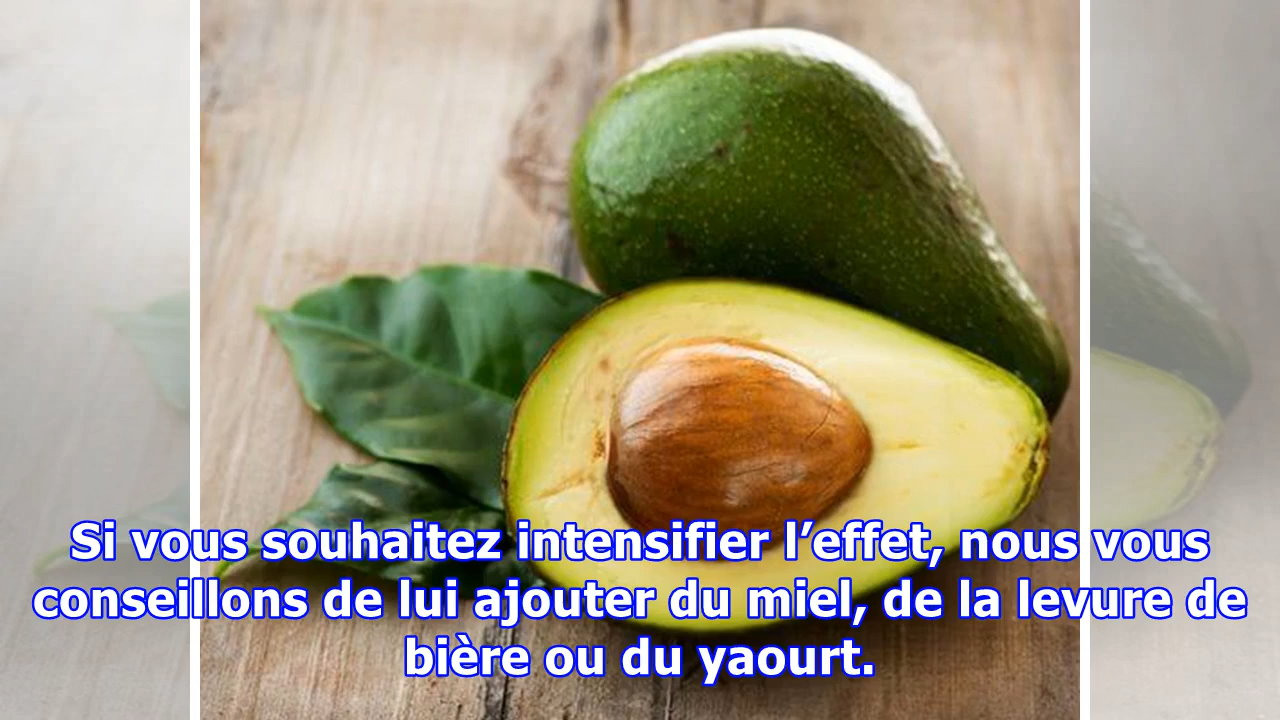 Si vous souhaitez intensifier l’effet, nous vous
conseillons de lui ajouter du miel, de la levure de
bière ou du yaourt.